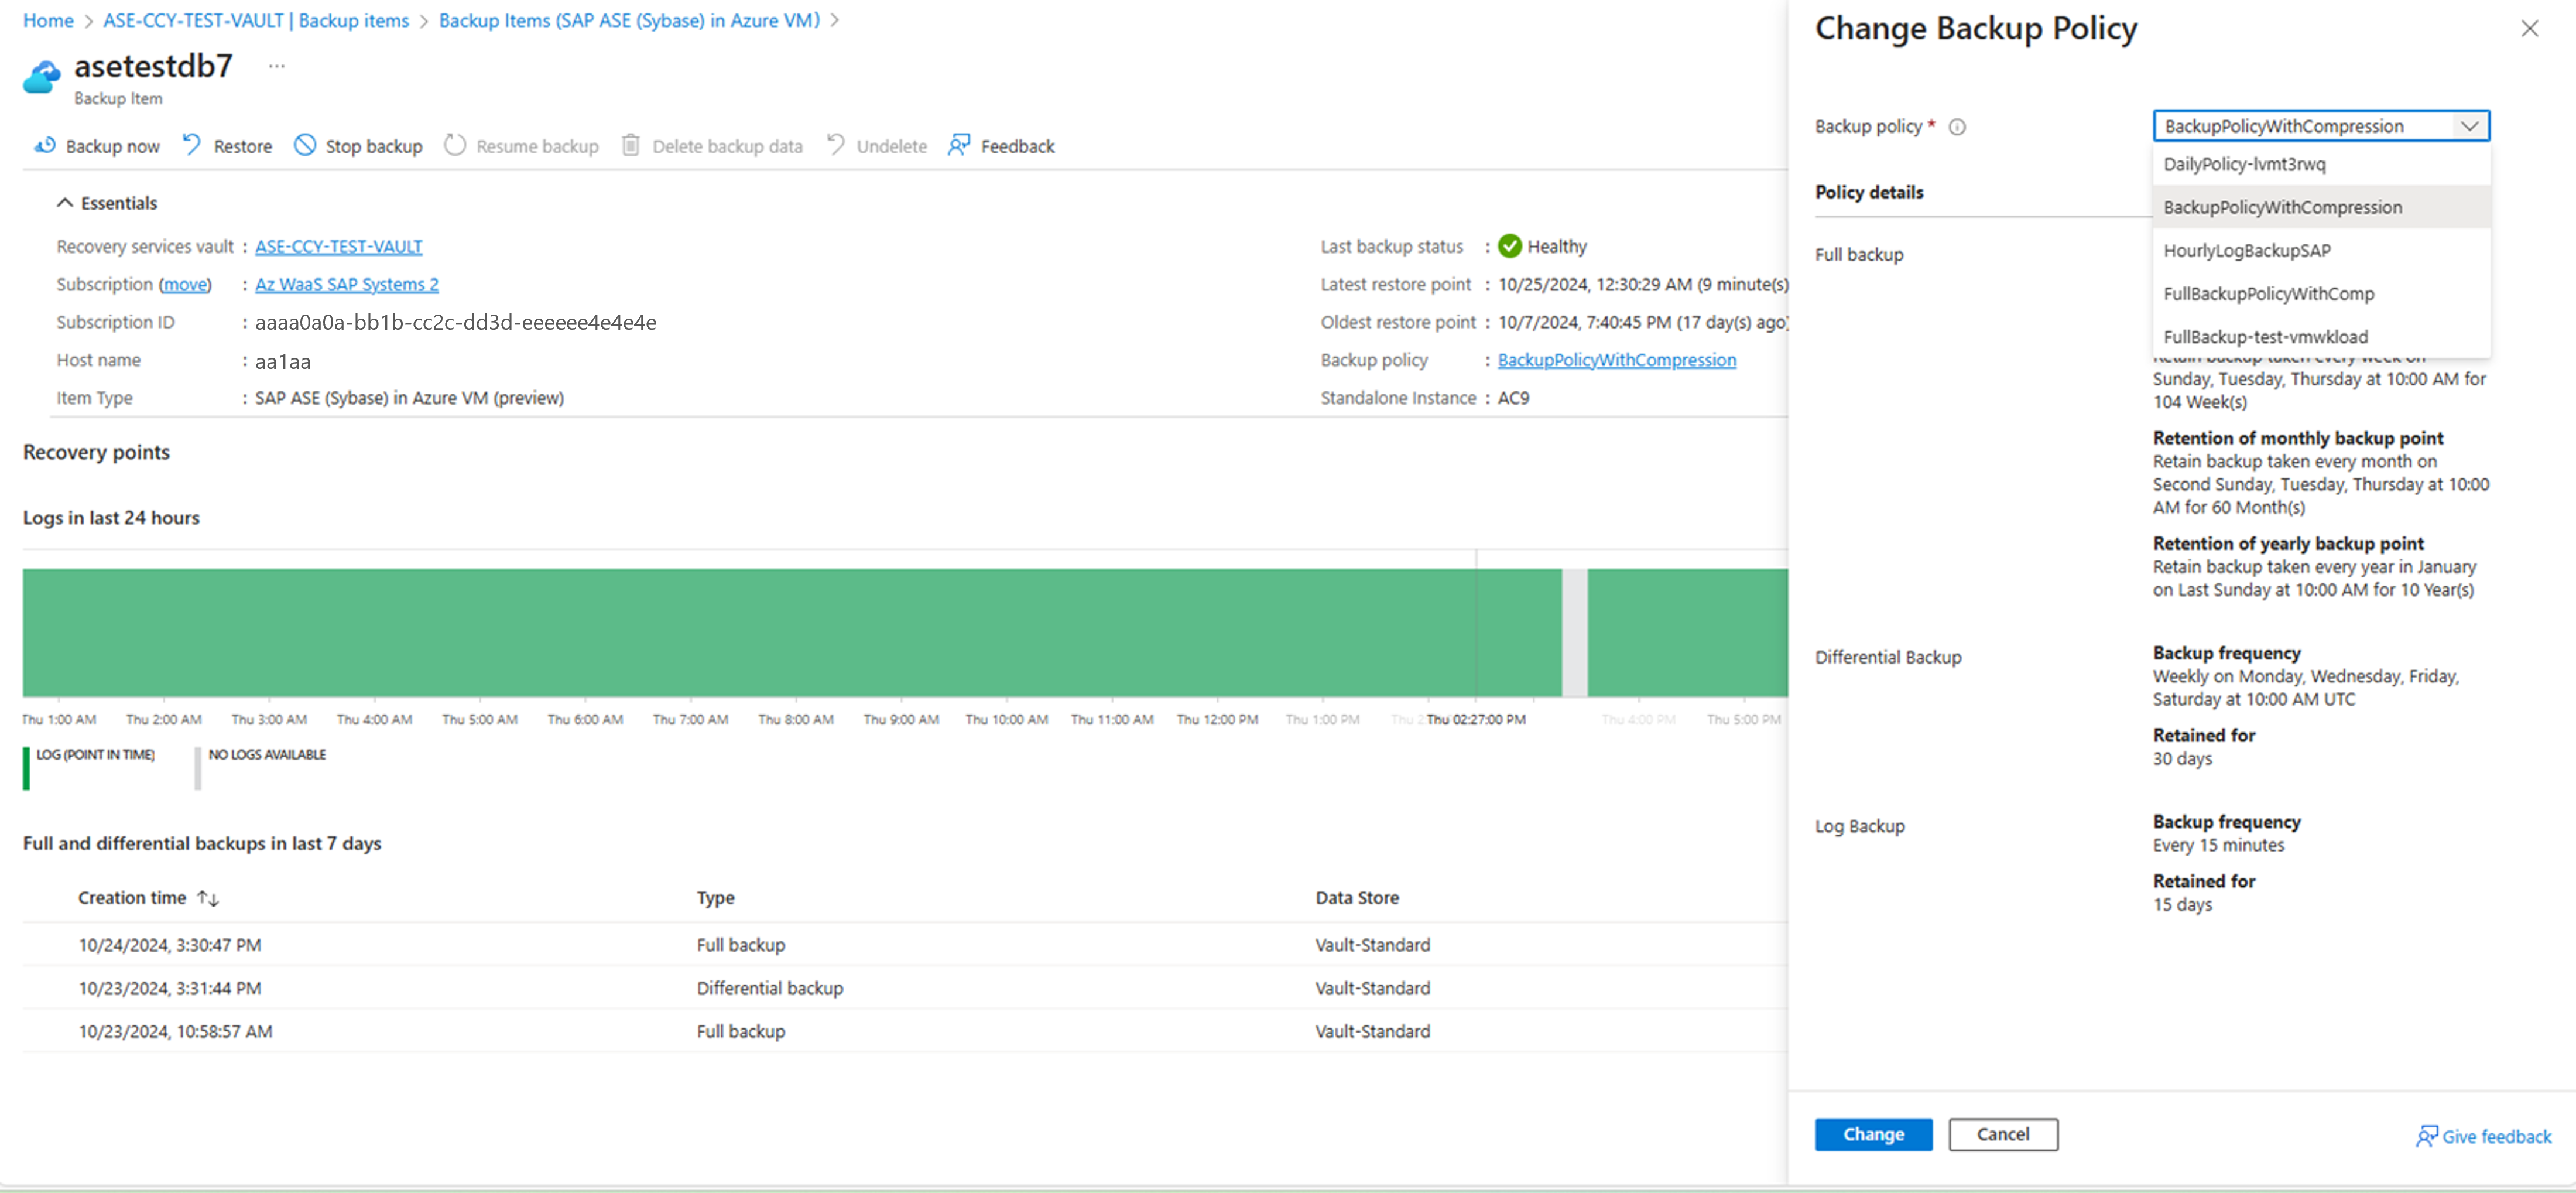 Home > ASE-CCY-TEST-VAULT | Backup items > Backup Items (SAP ASE (Sybase) in Azure VM) >
asetestdb7 ...
Backup Item
Backup now Restore Stop backup Resume backup Delete backup data Undelete Feedback
Essentials
Recovery services vault : ASE-CCY-TEST-VAULT
Subscription (move) : Az WaaS SAP Systems 2
Subscription ID : aaaa0a0a-bb1b-cc2c-dd3d-eeeeee4e4e4e
Host name : aa1aa
Item Type : SAP ASE (Sybase) in Azure VM (preview)
Last backup status : Healthy
Latest restore point : 10/25/2024, 12:30:29 AM (9 minute(s)
Oldest restore point : 10/7/2024, 7:40:45 PM (17 day(s) ago)
Backup policy : BackupPolicyWithCompression
Standalone Instance : AC9
Recovery points
Logs in last 24 hours
Thu 1:00 AM Thu 2:00 AM Thu 3:00 AM Thu 4:00 AM Thu 5:00 AM Thu 6:00 AM Thu 7:00 AM Thu 8:00 AM Thu 9:00 AM Thu 10:00 AM Thu 11:00 AM Thu 12:00 PM Thu 1:00 PM Thu 2: Thu 02:27:00 PM Thu 4:00 PM Thu 5:00 PM
LOG (POINT IN TIME) NO LOGS AVAILABLE
Full and differential backups in last 7 days
Creation time Type Data Store
10/24/2024, 3:30:47 PM Full backup Vault-Standard
10/23/2024, 3:31:44 PM Differential backup Vault-Standard
10/23/2024, 10:58:57 AM Full backup Vault-Standard
Change Backup Policy
Backup policy * BackupPolicyWithCompression
DailyPolicy-lvmt3rwq
BackupPolicyWithCompression
HourlyLogBackupSAP
FullBackupPolicyWithComp
FullBackup-test-vmwkload
Policy details
Full backup
Retain backup taken every week on
Sunday, Tuesday, Thursday at 10:00 AM for
104 Week(s)
Retention of monthly backup point
Retain backup taken every month on
Second Sunday, Tuesday, Thursday at 10:00
AM for 60 Month(s)
Retention of yearly backup point
Retain backup taken every year in January
on Last Sunday at 10:00 AM for 10 Year(s)
Differential Backup
Backup frequency
Weekly on Monday, Wednesday, Friday,
Saturday at 10:00 AM UTC
Retained for
30 days
Log Backup
Backup frequency
Every 15 minutes
Retained for
15 days
Change Cancel
Give feedback